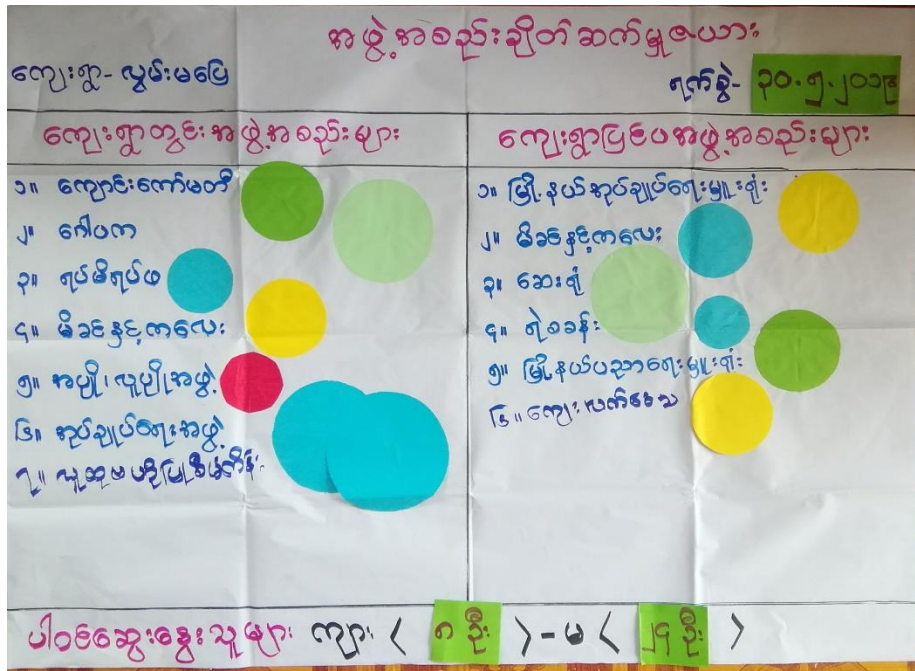 အဖွဲ့အစည်းချိတ်ဆက်မှုဇယား
ကျေးရွာ- လွမ်းမပြေ
ရက်စွဲ- ၃၀.၅.၂၀၁၉
ကျေးရွာတွင်းအဖွဲ့အစည်းများ
၁။ ကျောင်းကော်မတီ
၂။ ဂေါပက
၃။ ရပ်မိရပ်ဖ
၄။ မိခင်နှင့်ကလေး
၅။ အပျို၊ လူပျိုအဖွဲ့
၆။ အုပ်ချုပ်ရေးအဖွဲ့
၇။ လူထုဗဟိုပြုစီမံကိန်း
ကျေးရွာပြင်ပအဖွဲ့အစည်းများ
၁။ မြို့နယ်အုပ်ချုပ်ရေးမှူးရုံး
၂။ မိခင်နှင့်ကလေး
၃။ ဆေးရုံ
၄။ ရဲစခန်း
၅။ မြို့နယ်ပညာရေးမှူးရုံး
၆။ ကျေးလက်ဒေသ
ပါဝင်ဆွေးနွေးသူများ ကျား ( ၈ ဦး ) - မ ( ၂၄ ဦး )